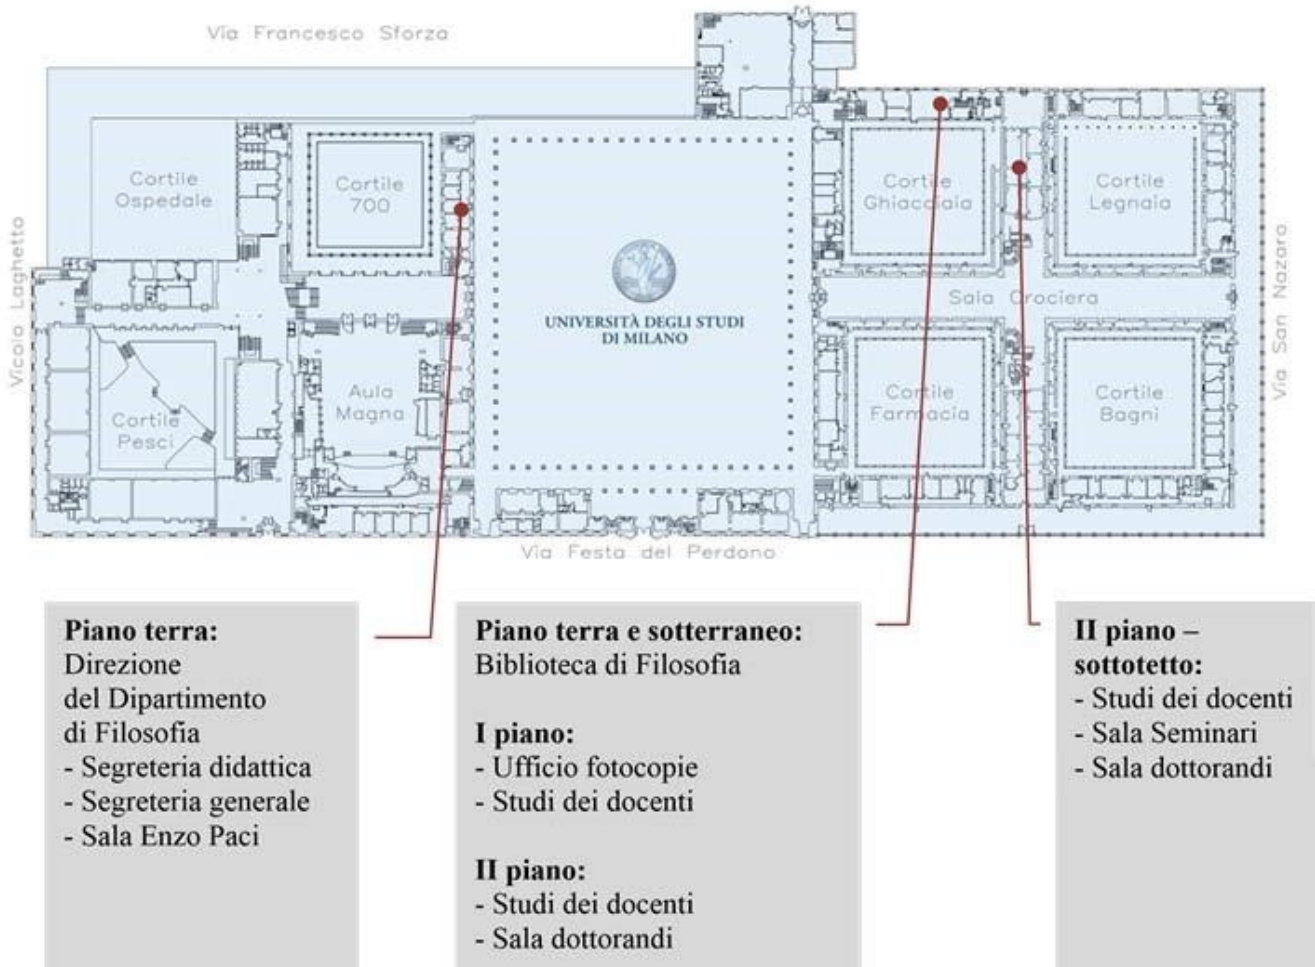 Via Francesco Sforza
Cortile
Ospedale
Cortile
700
Cortile
Ghiacciaia
Cortile
Legnaia
Vicolo Laghetto
Via San Nazaro
UNIVERSITÀ DEGLI STUDI
DI MILANO
Sala Crociera
Cortile
Pesci
Aula
Magna
Cortile
Farmacia
Cortile
Bagni
Via Festa del Perdono
Piano terra:
Direzione
del Dipartimento
di Filosofia
- Segreteria didattica
- Segreteria generale
- Sala Enzo Paci
Piano terra e sotterraneo:
Biblioteca di Filosofia
I piano:
- Ufficio fotocopie
- Studi dei docenti
II piano:
- Studi dei docenti
- Sala dottorandi
II piano –
sottotetto:
- Studi dei docenti
- Sala Seminari
- Sala dottorandi